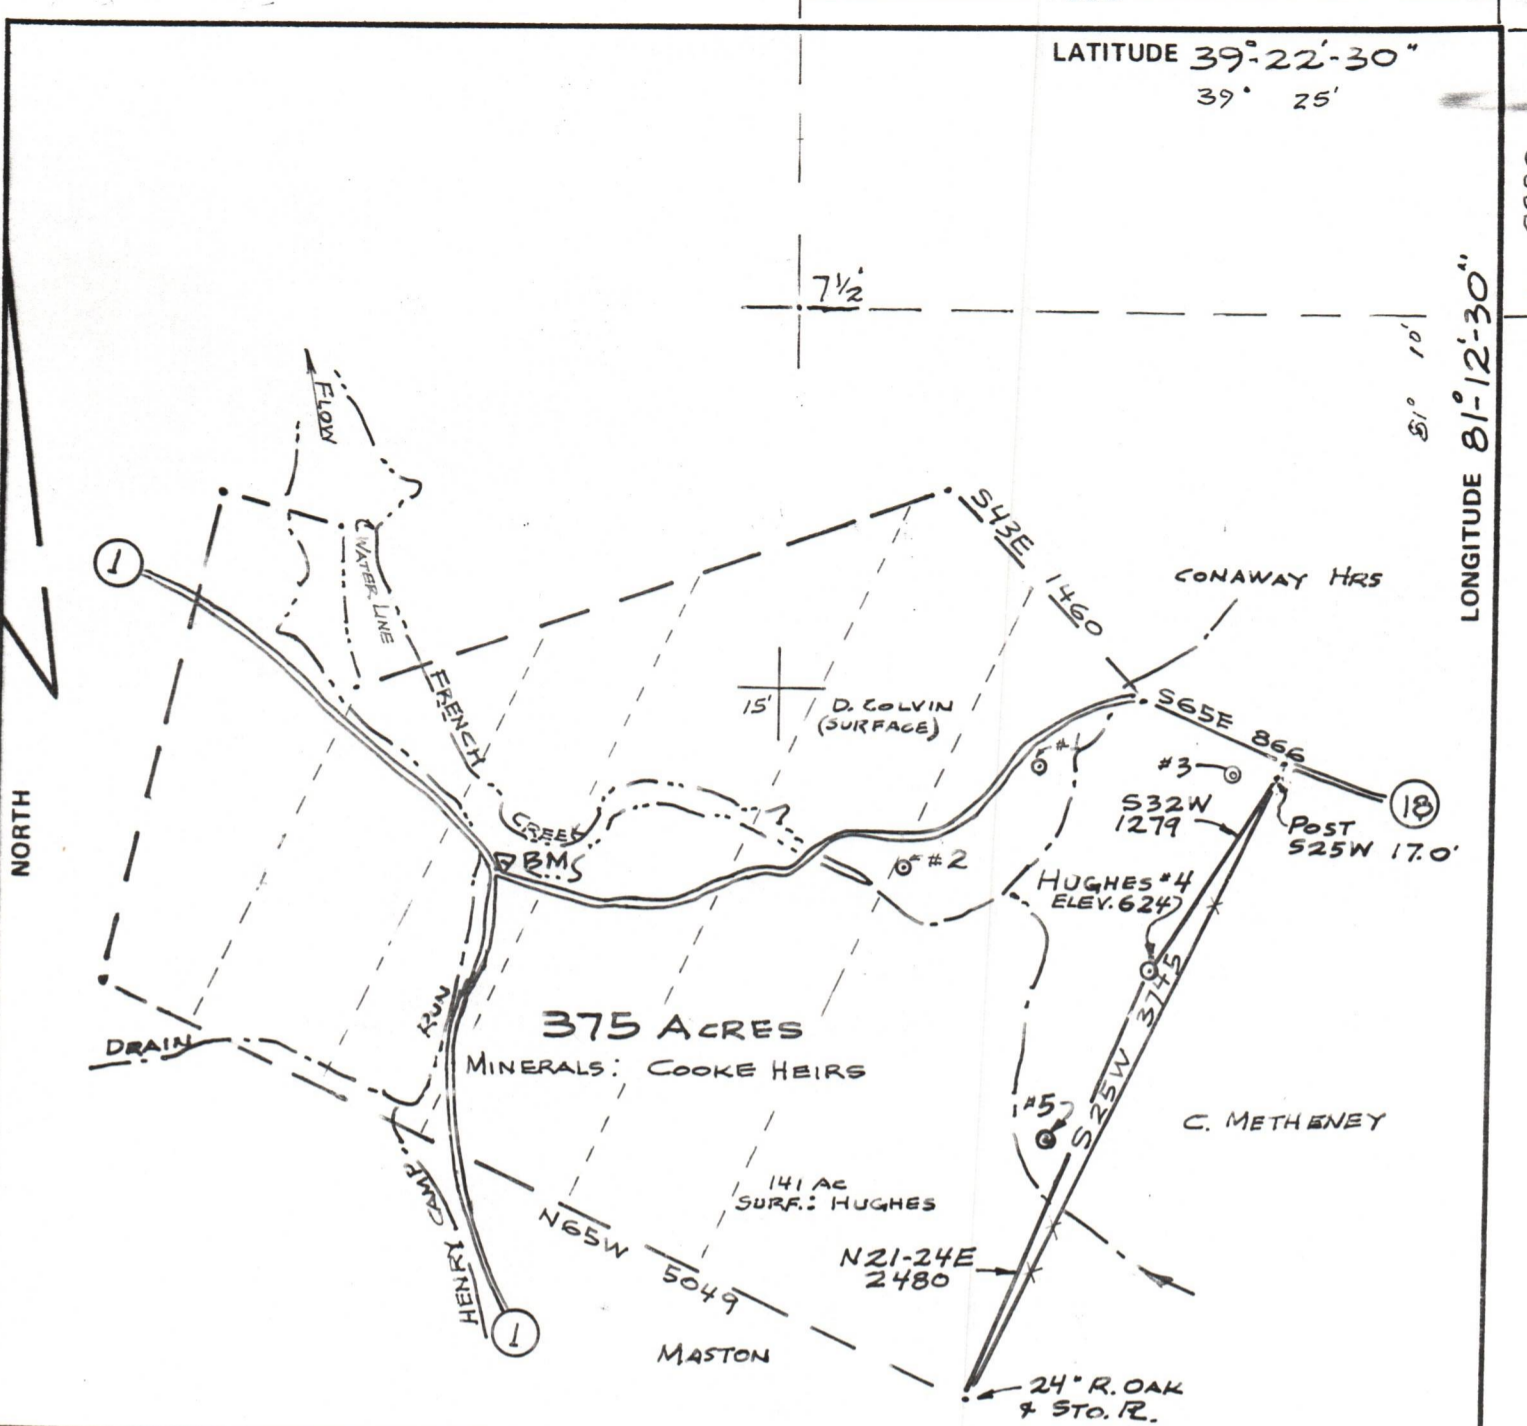 LATITUDE 39°-22'-30"
39° 25'
LONGITUDE 81°-12'-30"
81° 10'
7½'
FLOW
1
WATER LINE
FRENCH
CREEK
S43E
1460
CONAWAY HRS
15'
D. COLVIN
(SURFACE)
S65E 866
#1
#3
18
S32W
1279
POST
S25W 17.0'
NORTH
BM
#2
HUGHES #4
ELEV. 624
S 25W 3745
RUN
375 ACRES
MINERALS: COOKE HEIRS
DRAIN
#5
C. METHENEY
141 AC
SURF.: HUGHES
HENRY CAMP
N65W
5049
N21-24E
2480
1
MASTON
24" R. OAK
& STO. P.